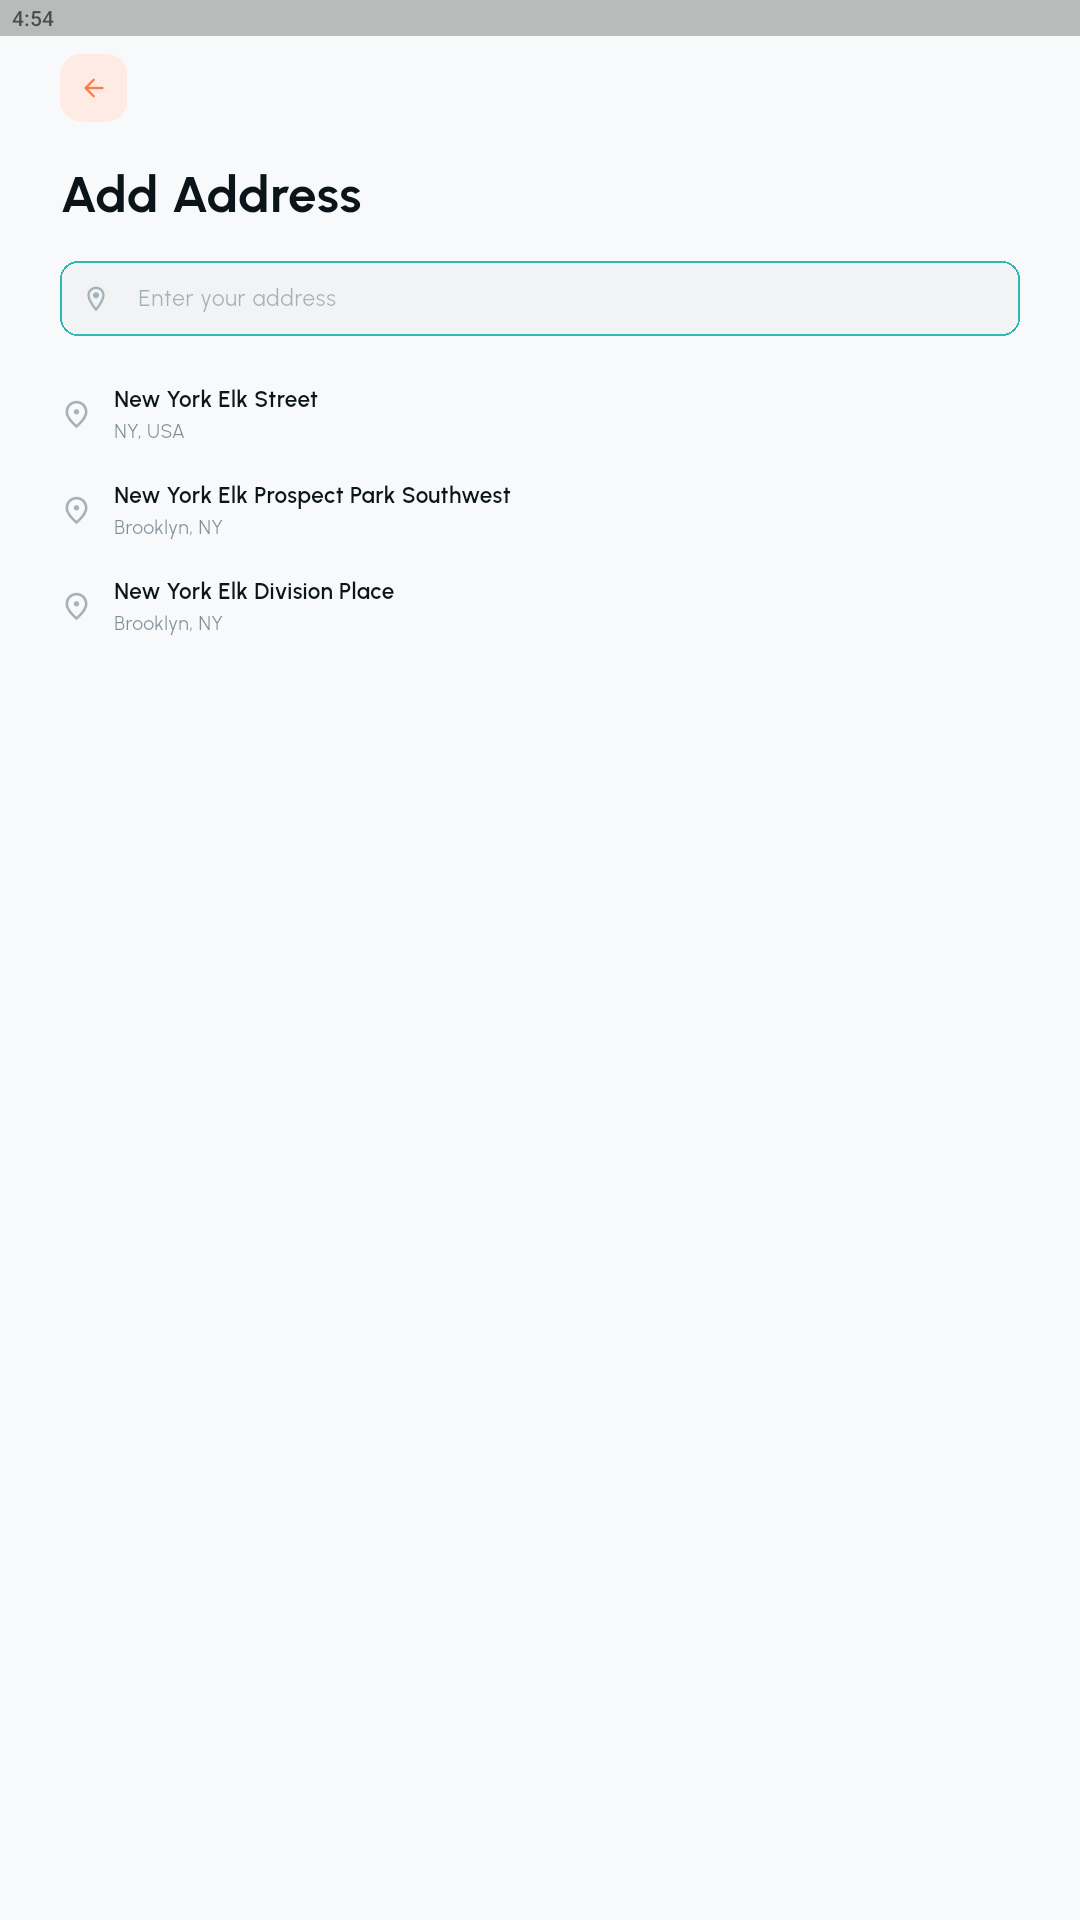 4:54
Add Address
Enter your address
New York Elk Street
NY, USA
New York Elk Prospect Park Southwest
Brooklyn, NY
New York Elk Division Place
Brooklyn, NY